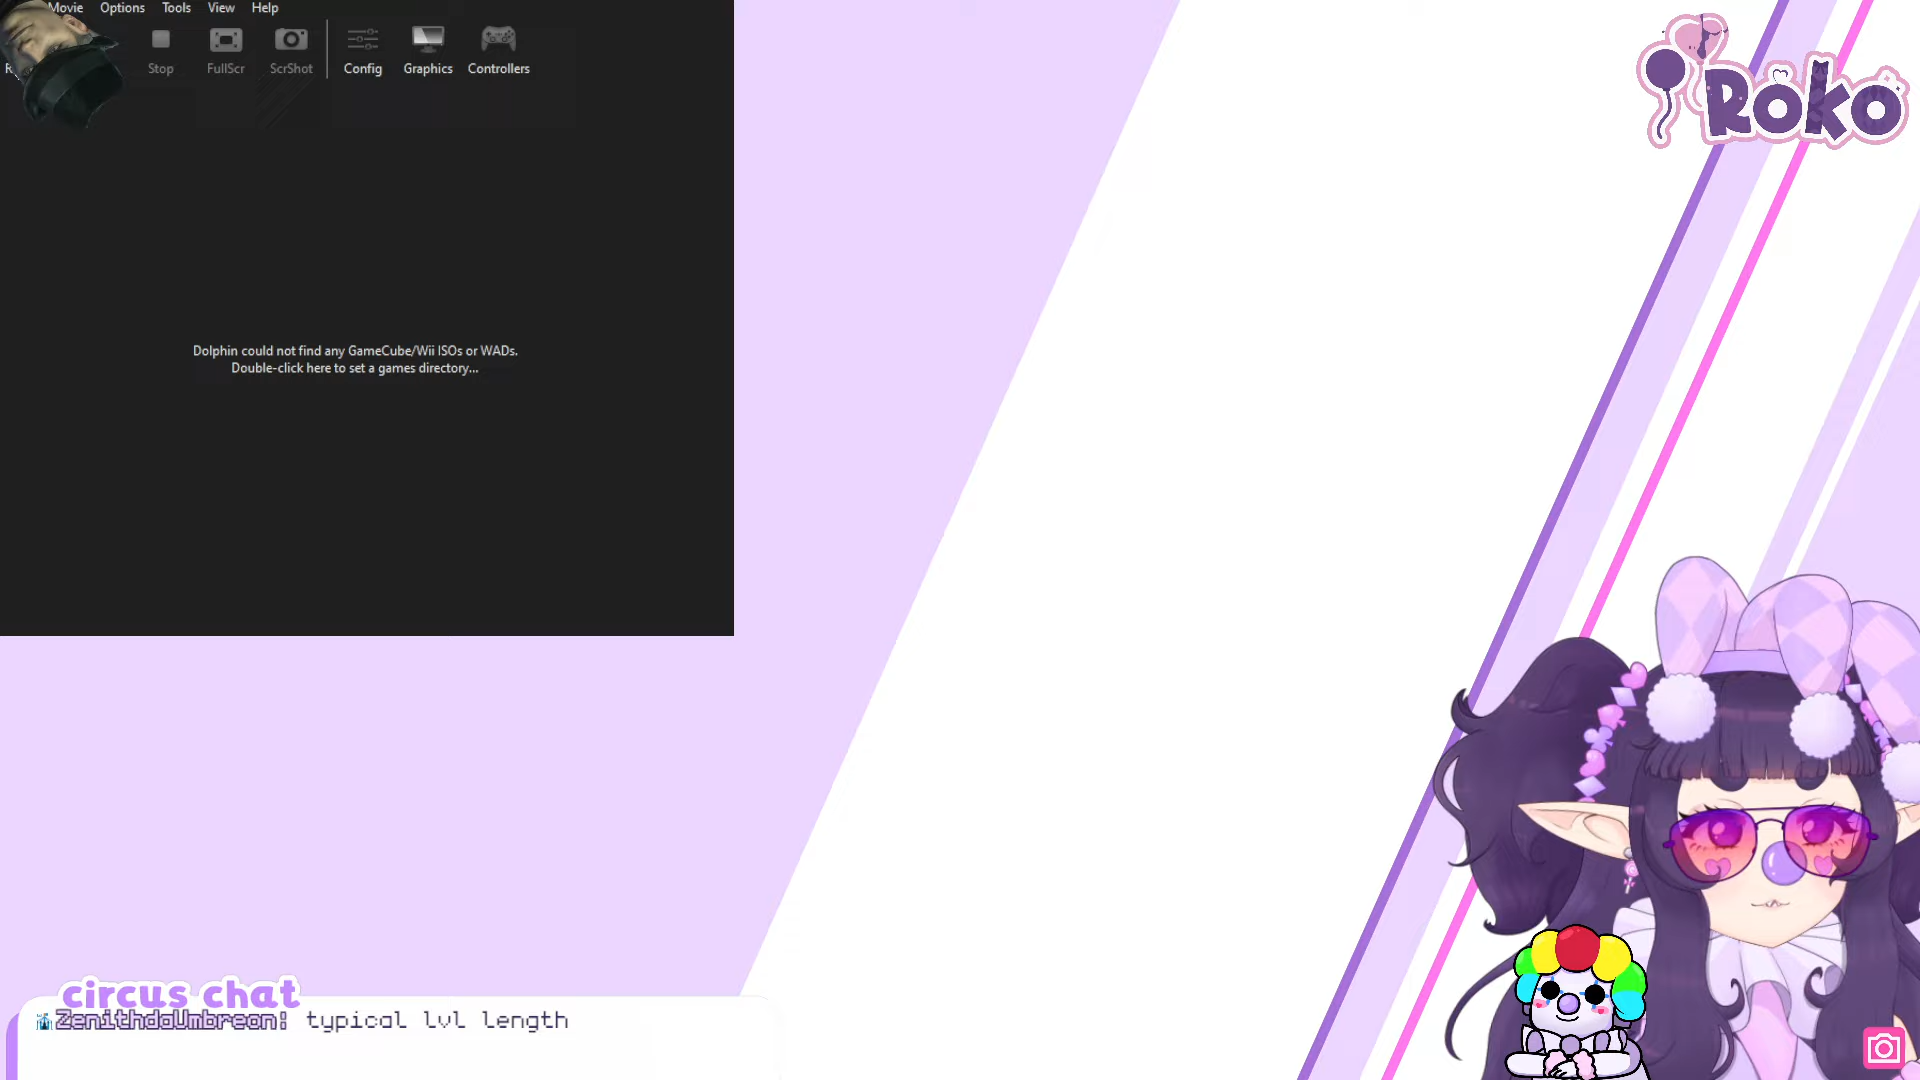 Movie Options Tools View Help
Stop FullScr ScrShot Config Graphics Controllers
Roko
Dolphin could not find any GameCube/Wii ISOs or WADs.
Double-click here to set a games directory...
circus chat
ZenithdaUmbreon: typical lvl length